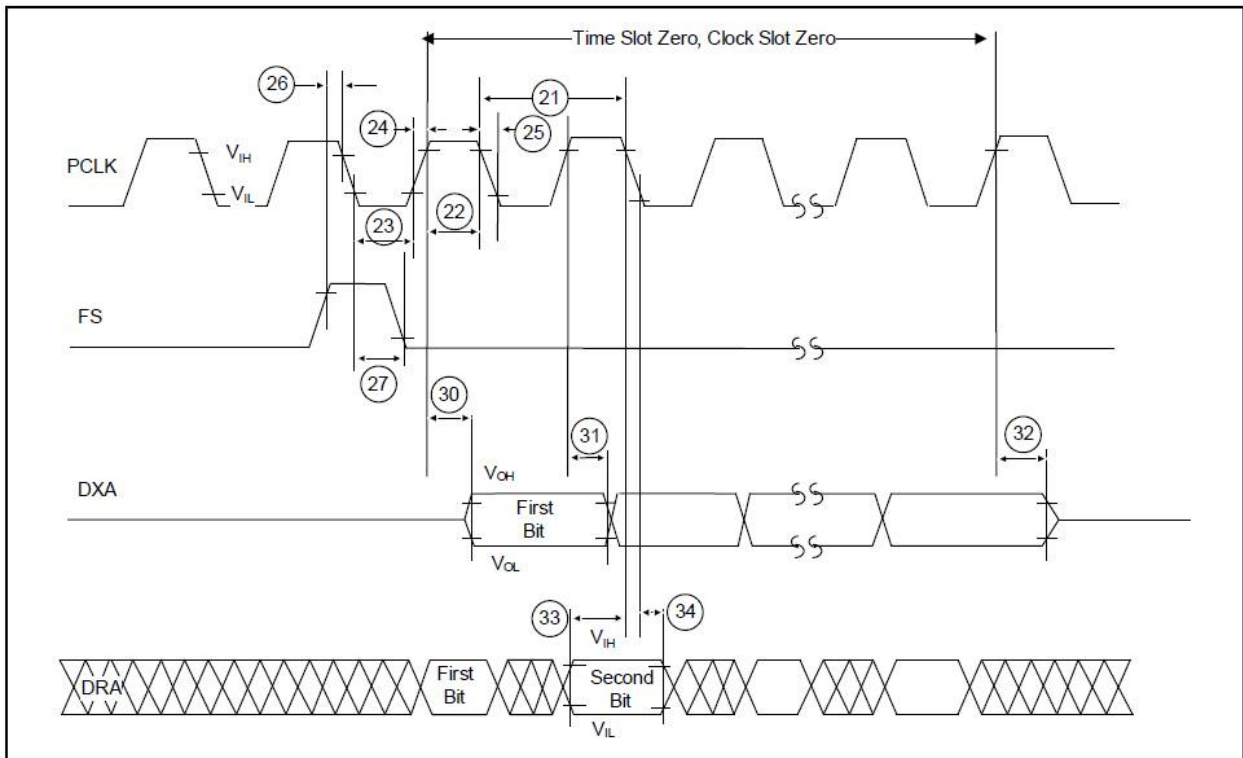 Time Slot Zero, Clock Slot Zero
26
21
24
25
PCLK
VIH
VIL
22
23
FS
27
30
31
32
DXA
VOH
First
Bit
VOL
33
34
VIH
DRA
First
Bit
Second
Bit
VIL